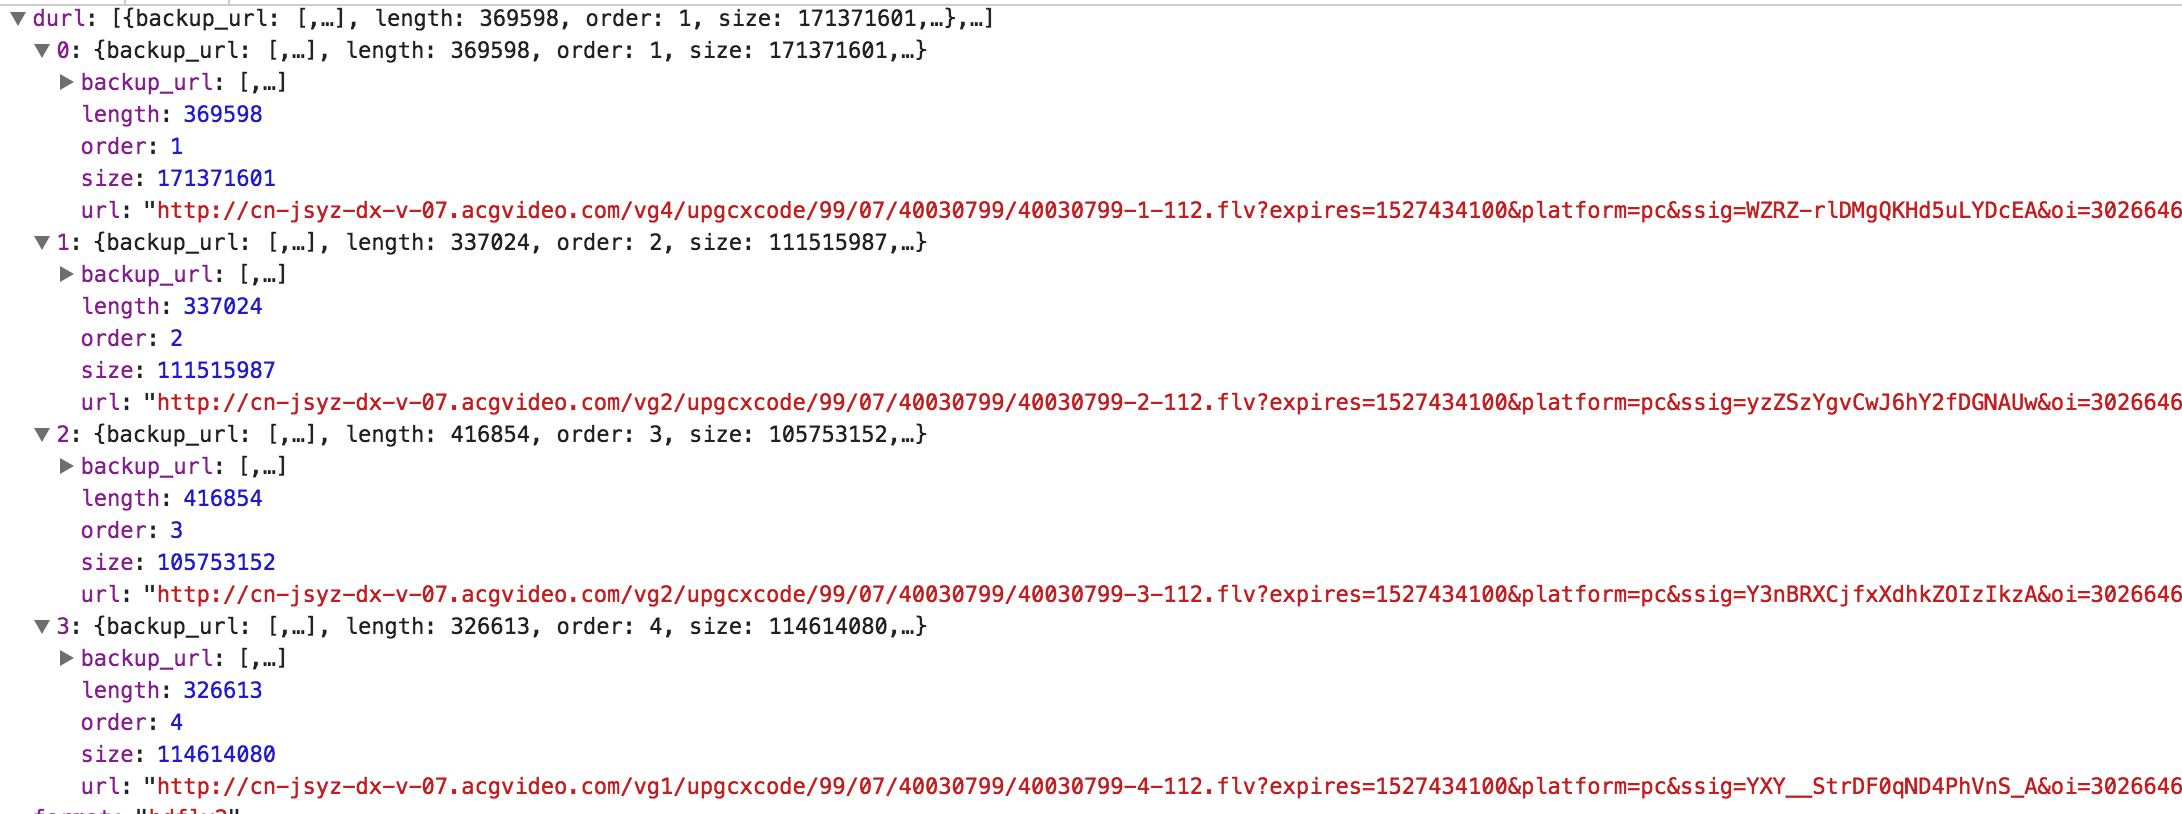 ▼ durl: [{backup_url: [,…], length: 369598, order: 1, size: 171371601,…},…]
▼ 0: {backup_url: [,…], length: 369598, order: 1, size: 171371601,…}
▶ backup_url: [,…]
length: 369598
order: 1
size: 171371601
url: "http://cn-jsyz-dx-v-07.acgvideo.com/vg4/upgcxcode/99/07/40030799/40030799-1-112.flv?expires=1527434100&platform=pc&ssig=WZRZ-rlDMgQKHd5uLYDcEA&oi=3026646
▼ 1: {backup_url: [,…], length: 337024, order: 2, size: 111515987,…}
▶ backup_url: [,…]
length: 337024
order: 2
size: 111515987
url: "http://cn-jsyz-dx-v-07.acgvideo.com/vg2/upgcxcode/99/07/40030799/40030799-2-112.flv?expires=1527434100&platform=pc&ssig=yzZSzYgvCwJ6hY2fDGNAUw&oi=3026646
▼ 2: {backup_url: [,…], length: 416854, order: 3, size: 105753152,…}
▶ backup_url: [,…]
length: 416854
order: 3
size: 105753152
url: "http://cn-jsyz-dx-v-07.acgvideo.com/vg2/upgcxcode/99/07/40030799/40030799-3-112.flv?expires=1527434100&platform=pc&ssig=Y3nBRXCjfxXdhkZOIzIkzA&oi=3026646
▼ 3: {backup_url: [,…], length: 326613, order: 4, size: 114614080,…}
▶ backup_url: [,…]
length: 326613
order: 4
size: 114614080
url: "http://cn-jsyz-dx-v-07.acgvideo.com/vg1/upgcxcode/99/07/40030799/40030799-4-112.flv?expires=1527434100&platform=pc&ssig=YXY__StrDF0qND4PhVnS_A&oi=3026646